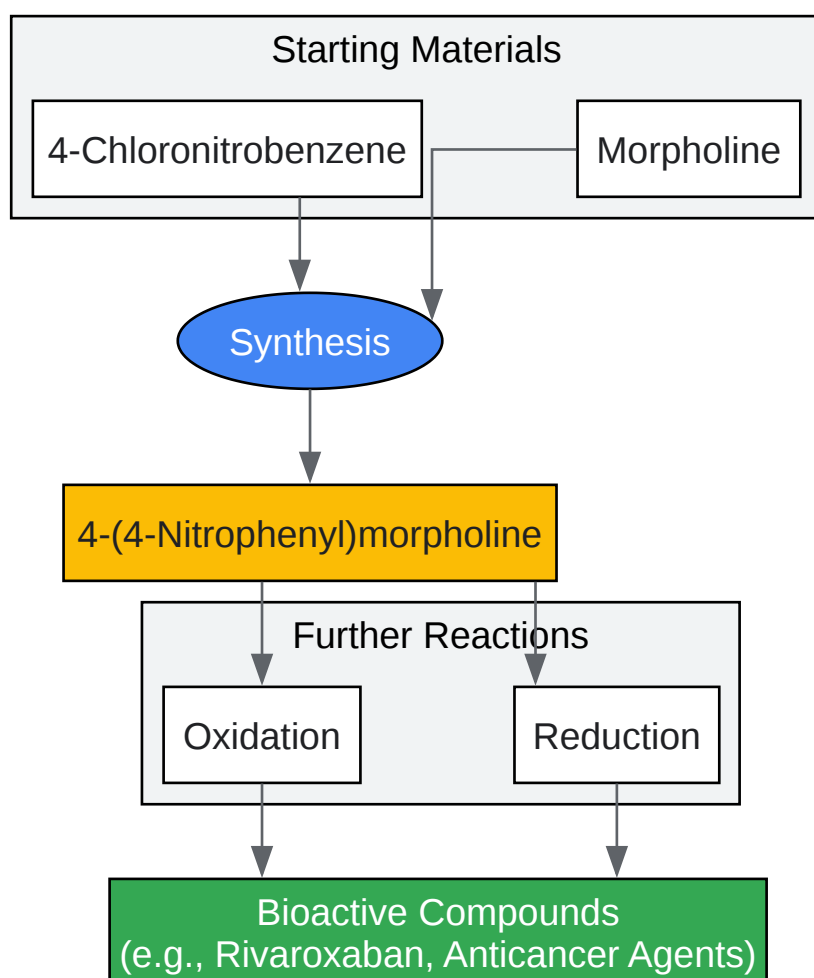 Starting Materials
4-Chloronitrobenzene
Morpholine
Synthesis
4-(4-Nitrophenyl)morpholine
Further Reactions
Oxidation
Reduction
Bioactive Compounds
(e.g., Rivaroxaban, Anticancer Agents)